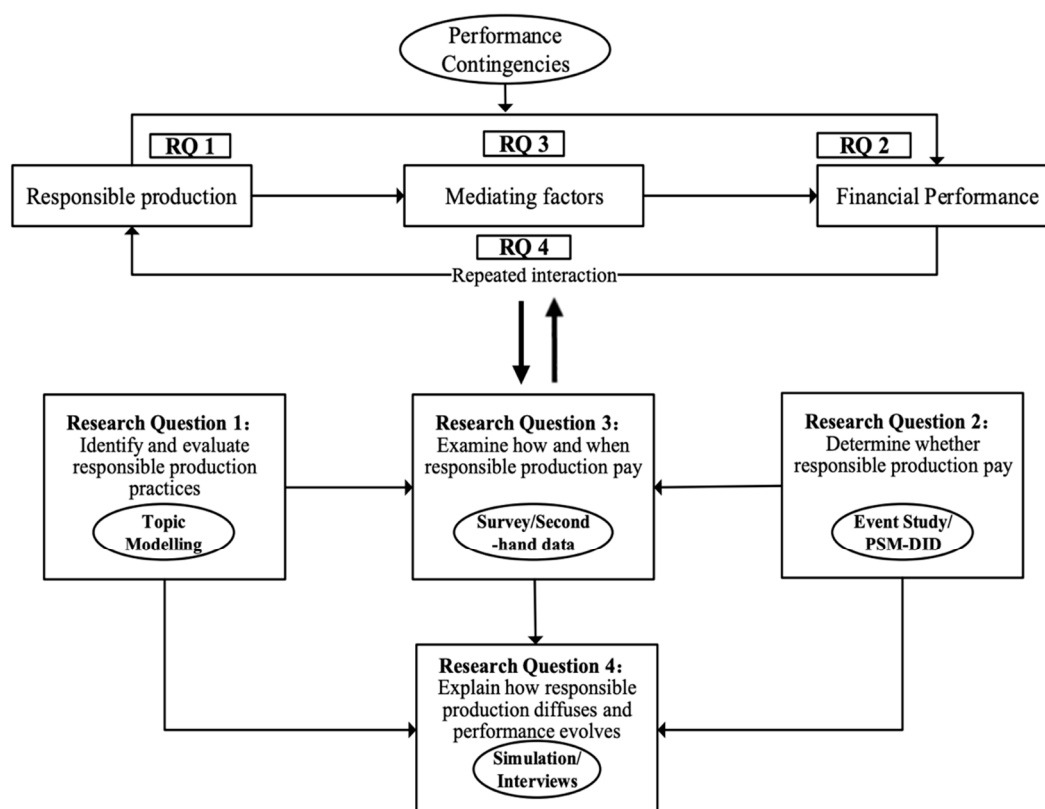 Performance
Contingencies
RQ 1
RQ 3
RQ 2
Responsible production
Mediating factors
Financial Performance
RQ 4
Repeated interaction
Research Question 1：
Identify and evaluate
responsible production
practices
Topic
Modelling
Research Question 3：
Examine how and when
responsible production pay
Survey/Second
-hand data
Research Question 2：
Determine whether
responsible production pay
Event Study/
PSM-DID
Research Question 4：
Explain how responsible
production diffuses and
performance evolves
Simulation/
Interviews